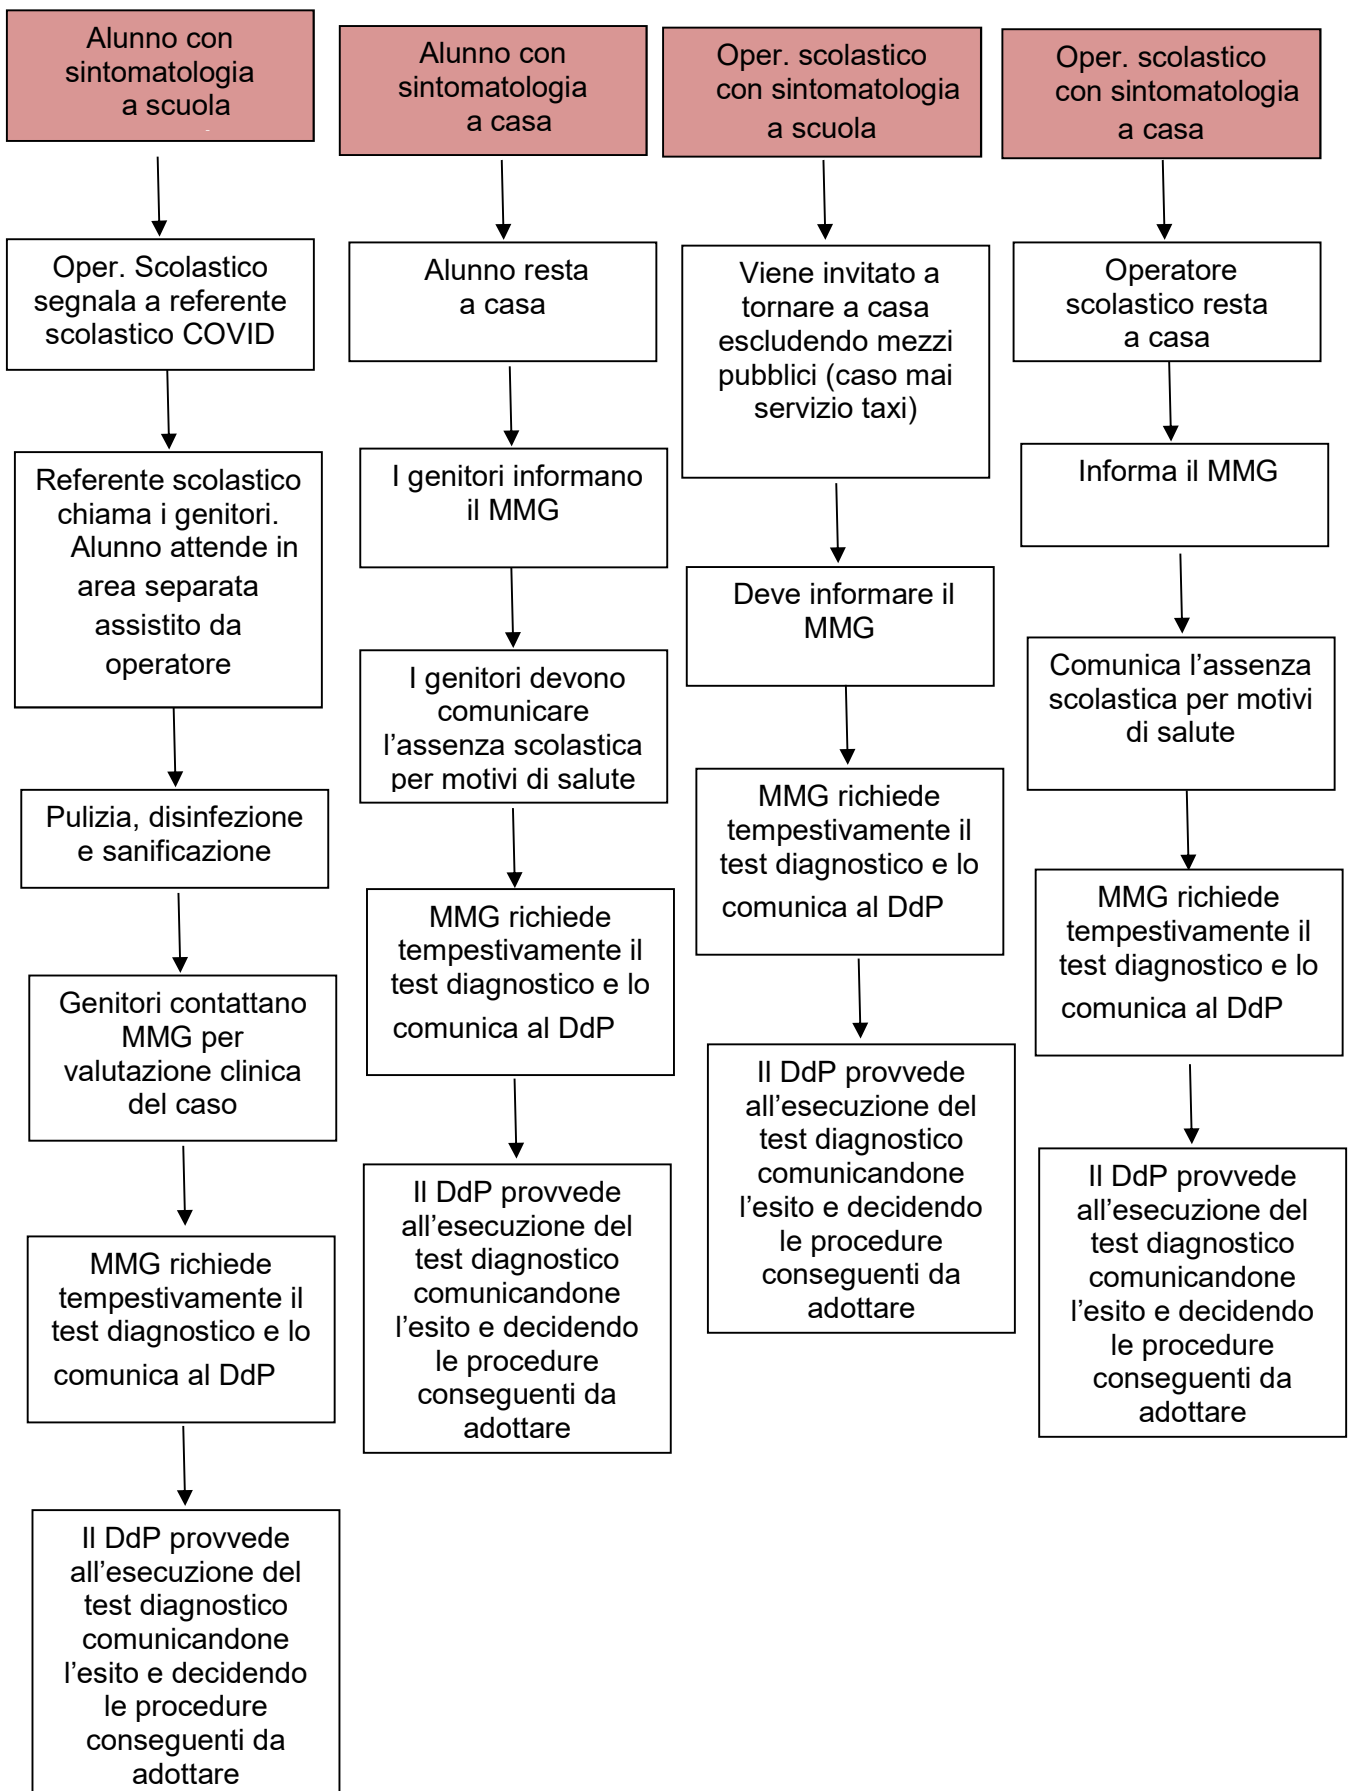 Alunno con
sintomatologia
a scuola
Oper. Scolastico
segnala a referente
scolastico COVID
Referente scolastico
chiama i genitori.
Alunno attende in
area separata
assistito da
operatore
Pulizia, disinfezione
e sanificazione
Genitori contattano
MMG per
valutazione clinica
del caso
MMG richiede
tempestivamente il
test diagnostico e lo
comunica al DdP
Il DdP provvede
all’esecuzione del
test diagnostico
comunicandone
l’esito e decidendo
le procedure
conseguenti da
adottare
Alunno con
sintomatologia
a casa
Alunno resta
a casa
I genitori informano
il MMG
I genitori devono
comunicare
l’assenza scolastica
per motivi di salute
MMG richiede
tempestivamente il
test diagnostico e lo
comunica al DdP
Il DdP provvede
all’esecuzione del
test diagnostico
comunicandone
l’esito e decidendo
le procedure
conseguenti da
adottare
Oper. scolastico
con sintomatologia
a scuola
Viene invitato a
tornare a casa
escludendo mezzi
pubblici (caso mai
servizio taxi)
Deve informare il
MMG
MMG richiede
tempestivamente il
test diagnostico e lo
comunica al DdP
Il DdP provvede
all’esecuzione del
test diagnostico
comunicandone
l’esito e decidendo
le procedure
conseguenti da
adottare
Oper. scolastico
con sintomatologia
a casa
Operatore
scolastico resta
a casa
Informa il MMG
Comunica l’assenza
scolastica per motivi
di salute
MMG richiede
tempestivamente il
test diagnostico e lo
comunica al DdP
Il DdP provvede
all’esecuzione del
test diagnostico
comunicandone
l’esito e decidendo
le procedure
conseguenti da
adottare